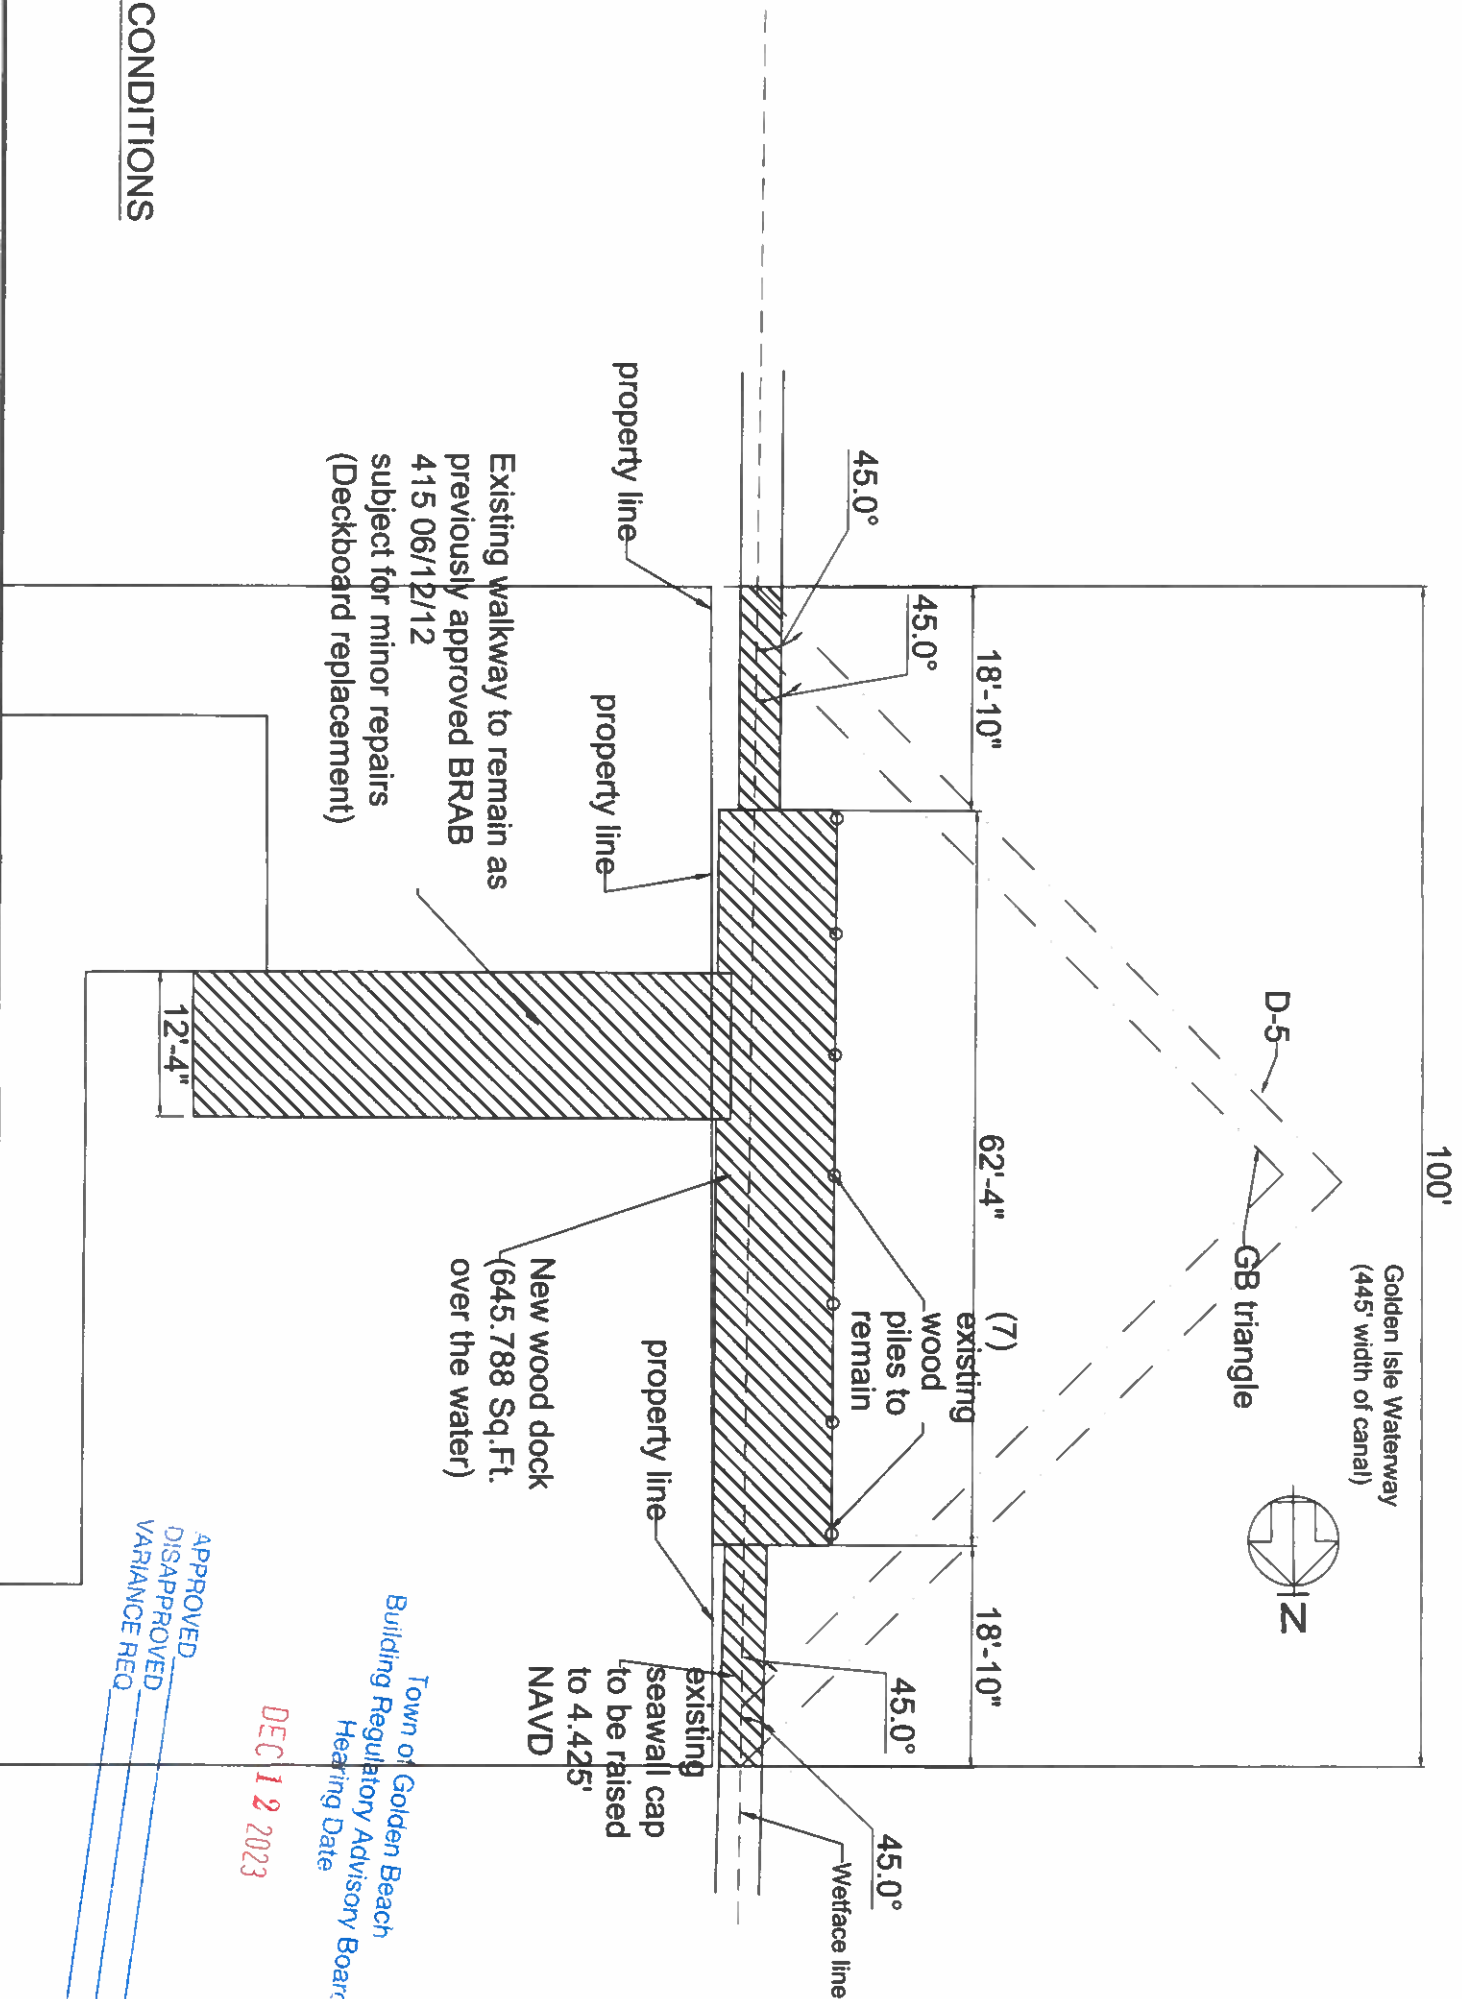 100'
Golden Isle Waterway
(445' width of canal)
N
D-5
GB triangle
18'-10"
62'-4"
18'-10"
45.0°
45.0°
(7)
existing
wood
piles to
remain
45.0°
45.0°
Wetface line
property line
property line
property line
existing
seawall cap
to be raised
to 4.425'
NAVD
Existing walkway to remain as
previously approved BRAB
415 06/12/12
subject for minor repairs
(Deckboard replacement)
New wood dock
(645.788 Sq.Ft.
over the water)
12'-4"
CONDITIONS
Town of Golden Beach
Building Regulatory Advisory Board
Hearing Date
DEC 12 2023
APPROVED
DISAPPROVED
VARIANCE REQ